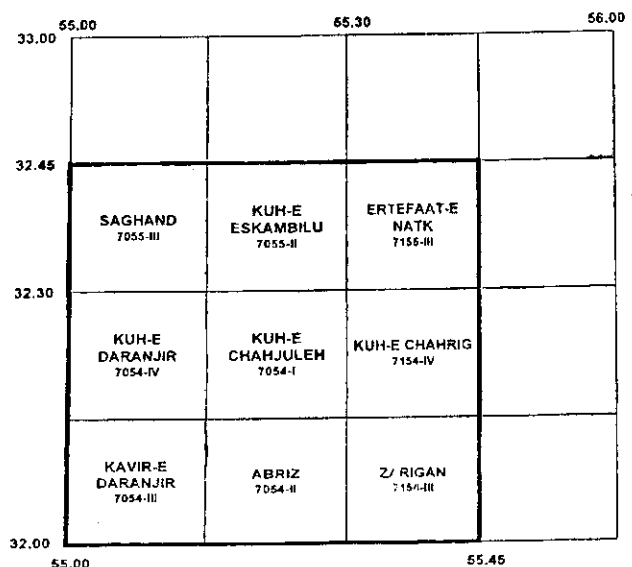 55.00 55.30 56.00
33.00
32.45
SAGHAND
7055-III
KUH-E
ESKAMBILU
7055-II
ERTEFAAT-E
NATK
7155-III
32.30
KUH-E
DARANJIR
7054-IV
KUH-E
CHAHJULEH
7054-I
KUH-E CHAHRIG
7154-IV
KAVIR-E
DARANJIR
7054-III
ABRIZ
7054-II
RIGAN
7154-III
32.00
55.00 55.45